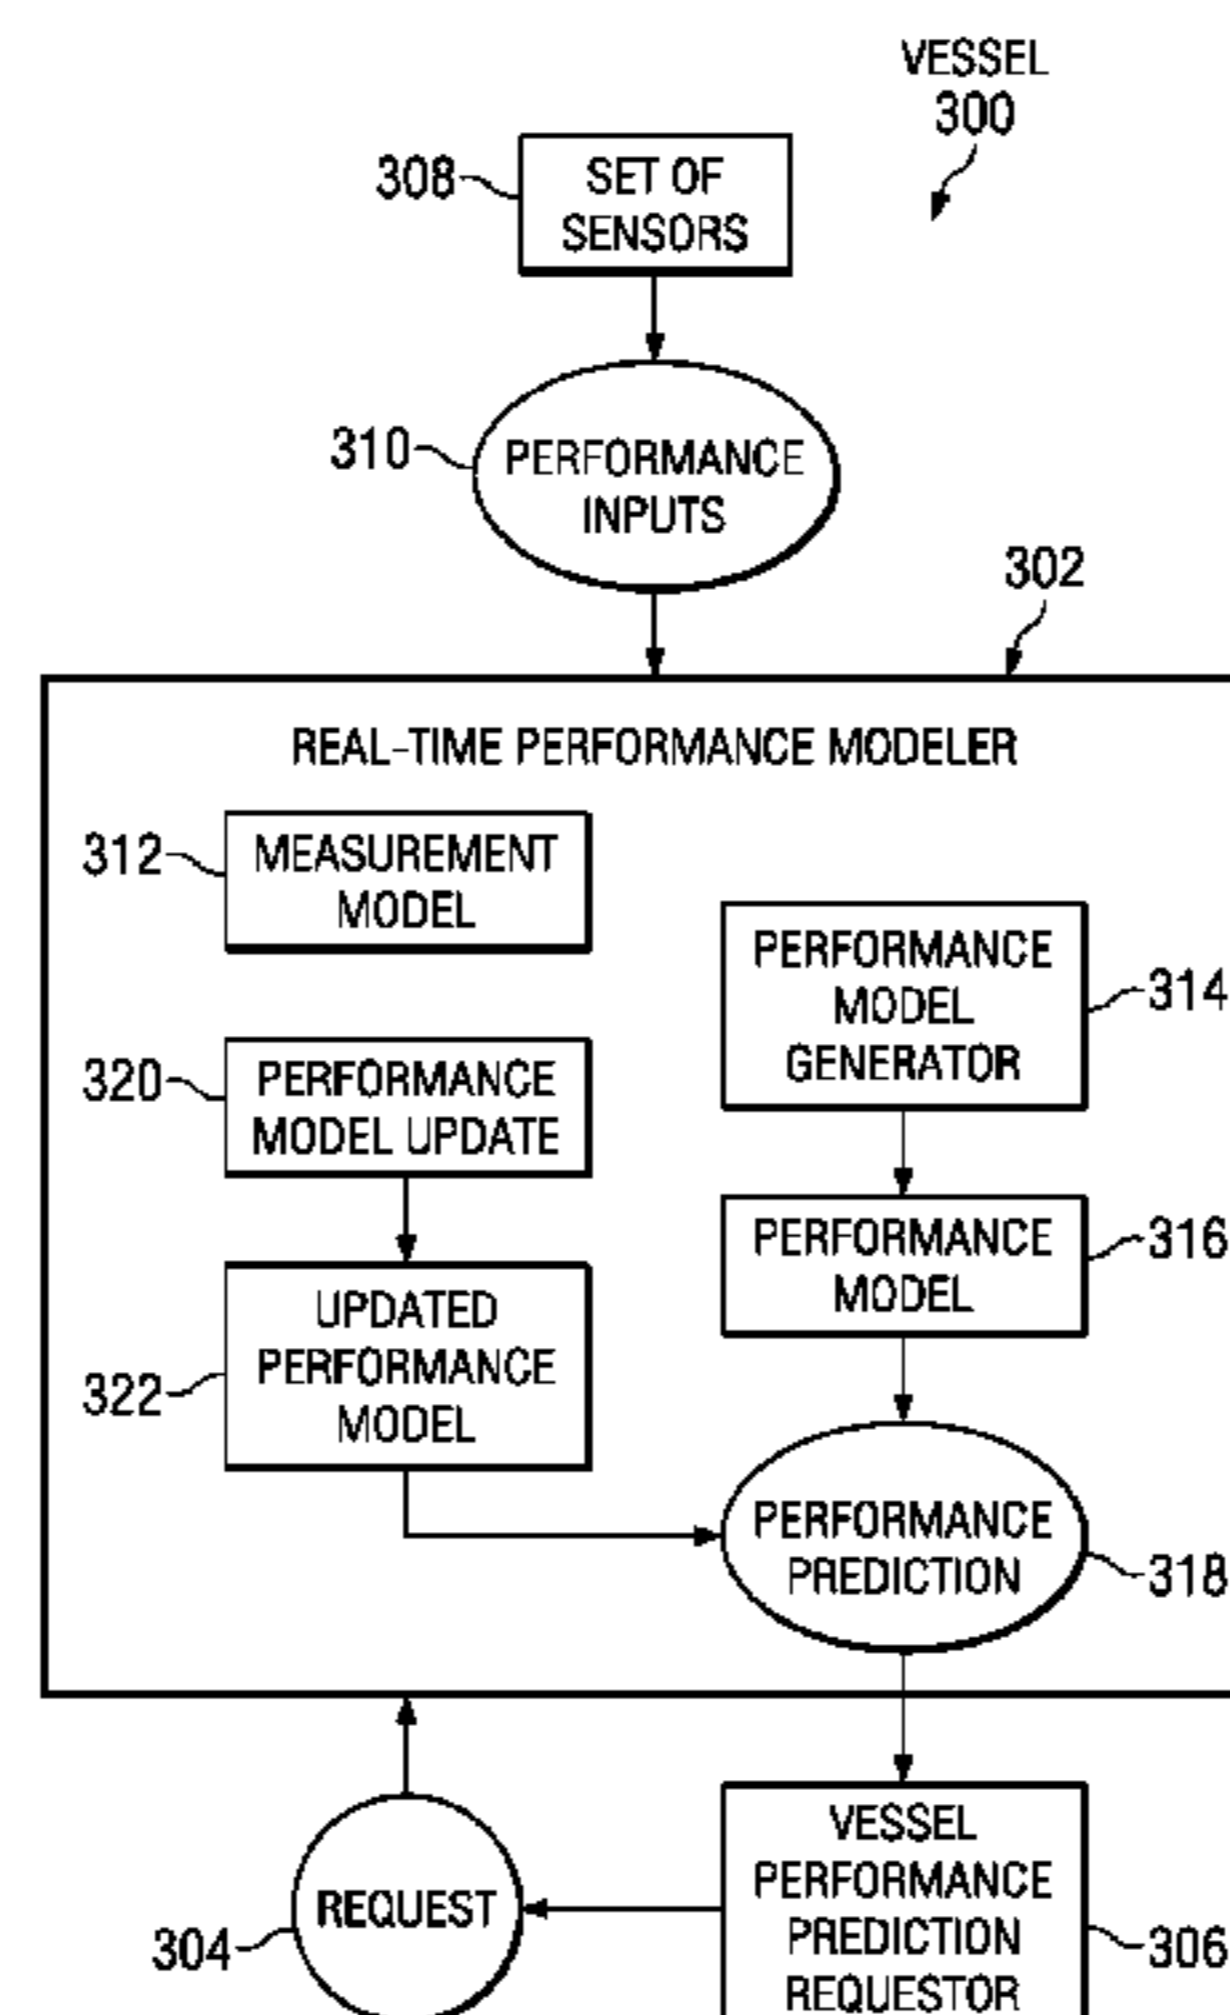 VESSEL
300
308
SET OF
SENSORS
310
PERFORMANCE
INPUTS
302
REAL-TIME PERFORMANCE MODELER
312
MEASUREMENT
MODEL
PERFORMANCE
MODEL
GENERATOR
314
320
PERFORMANCE
MODEL UPDATE
PERFORMANCE
MODEL
316
322
UPDATED
PERFORMANCE
MODEL
PERFORMANCE
PREDICTION
318
304
REQUEST
VESSEL
PERFORMANCE
PREDICTION
REQUESTOR
306